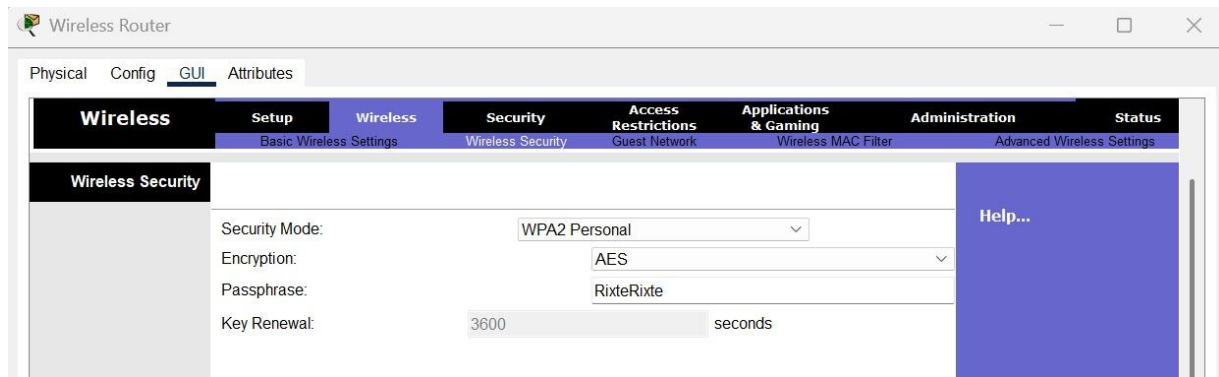 Wireless Router
Physical Config GUI Attributes
Wireless
Setup Wireless Security Access Restrictions Applications & Gaming Administration Status
Basic Wireless Settings Wireless Security Guest Network Wireless MAC Filter Advanced Wireless Settings
Wireless Security
Help...
Security Mode: WPA2 Personal
Encryption: AES
Passphrase: RixteRixte
Key Renewal: 3600 seconds